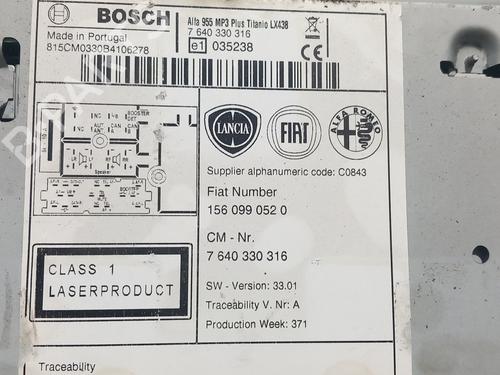 BOSCH
Alfa 955 MP3 Plus Titanio LX438
7 640 330 316
Made in Portugal
815CM0330B4106278
e1 035238
CE
LANCIA
FIAT
ALFA ROMEO
Supplier alphanumeric code: C0843
Fiat Number
156 099 052 0
CM - Nr.
7 640 330 316
CLASS 1
LASERPRODUCT
SW - Version: 33.01
Traceability V. Nr: A
Production Week: 371
Traceability